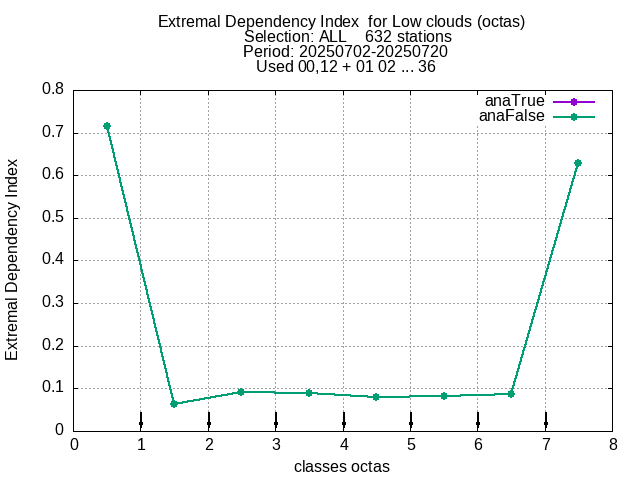 Extremal Dependency Index  for Low clouds (octas)
Selection: ALL    632 stations
Period: 20250702-20250720
Used 00,12 + 01 02 ... 36
anaTrue
anaFalse
0.8
0.7
0.6
0.5
0.4
0.3
0.2
0.1
0
Extremal Dependency Index
0 1 2 3 4 5 6 7 8
classes octas